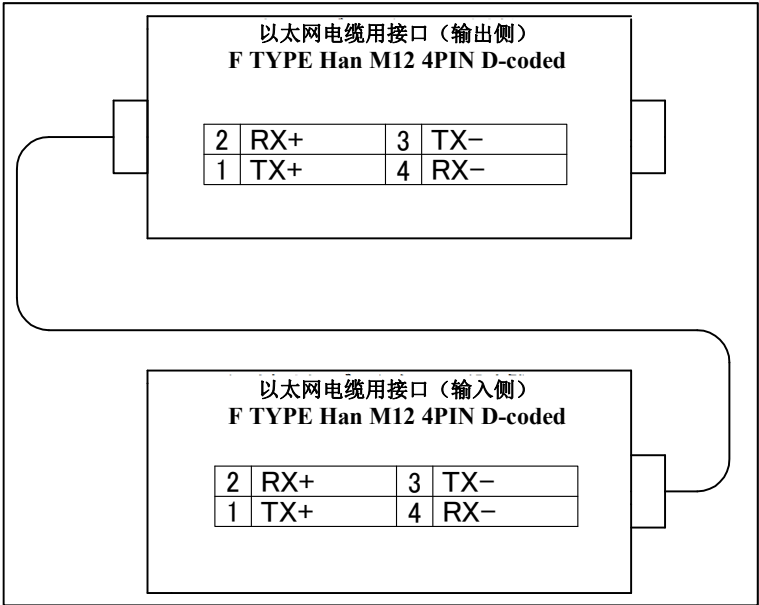 以太网电缆用接口（输出侧）
F TYPE Han M12 4PIN D-coded
2 RX+ 3 TX-
1 TX+ 4 RX-
以太网电缆用接口（输入侧）
F TYPE Han M12 4PIN D-coded
2 RX+ 3 TX-
1 TX+ 4 RX-